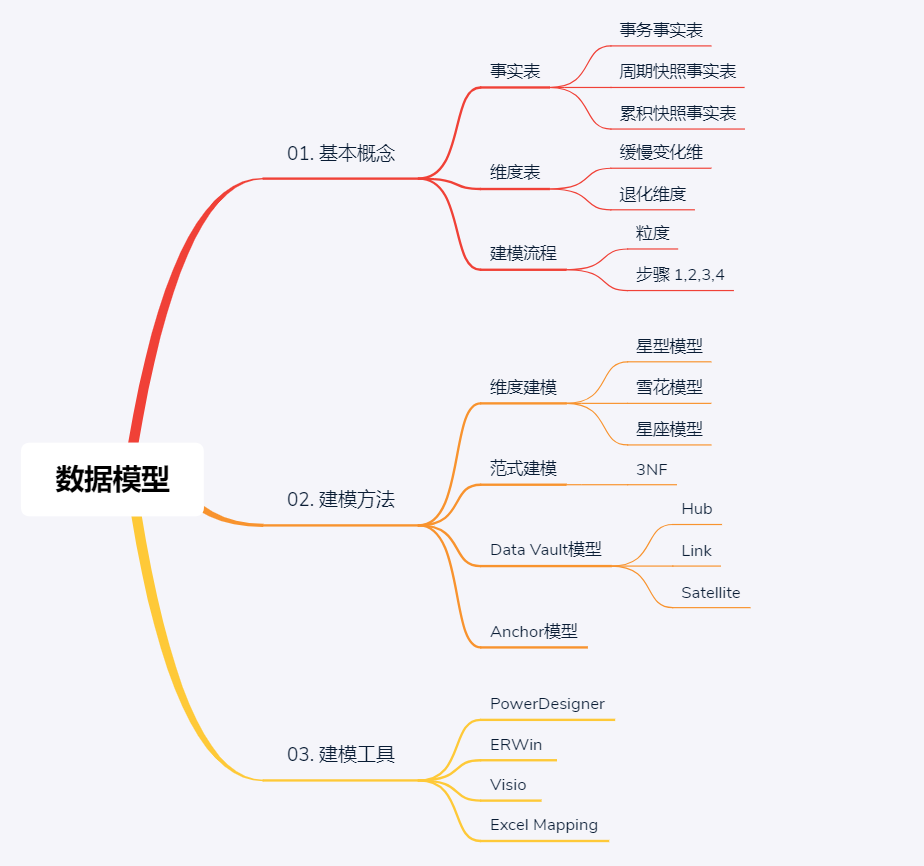 数据模型
01. 基本概念
事实表
事务事实表
周期快照事实表
累积快照事实表
维度表
缓慢变化维
退化维度
建模流程
粒度
步骤 1,2,3,4
02. 建模方法
维度建模
星型模型
雪花模型
星座模型
范式建模
3NF
Data Vault模型
Hub
Link
Satellite
Anchor模型
03. 建模工具
PowerDesigner
ERWin
Visio
Excel Mapping